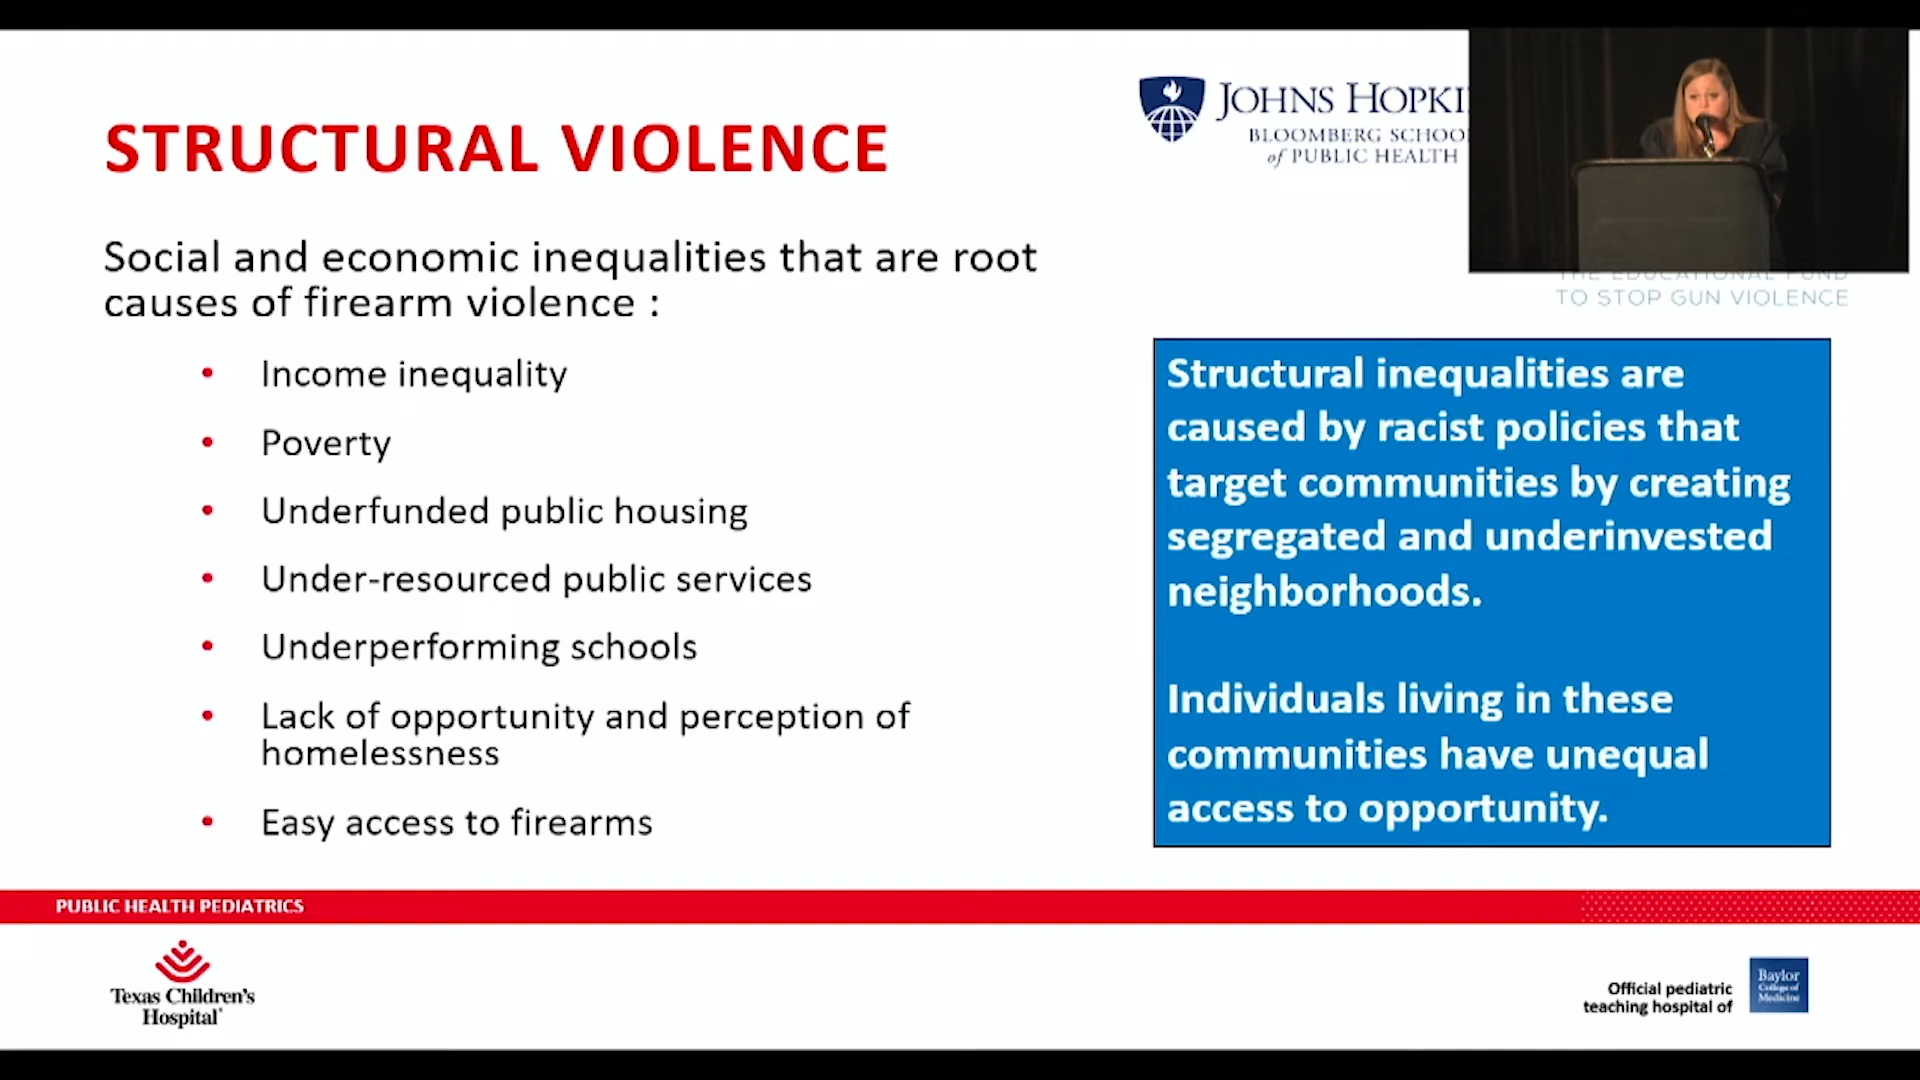 STRUCTURAL VIOLENCE
JOHNS HOPKI
BLOOMBERG SCHOO
of PUBLIC HEALTH
THE EDUCATIONAL FUND
TO STOP GUN VIOLENCE
Social and economic inequalities that are root
causes of firearm violence :
• Income inequality
• Poverty
• Underfunded public housing
• Under-resourced public services
• Underperforming schools
• Lack of opportunity and perception of
homelessness
• Easy access to firearms
Structural inequalities are
caused by racist policies that
target communities by creating
segregated and underinvested
neighborhoods.
Individuals living in these
communities have unequal
access to opportunity.
PUBLIC HEALTH PEDIATRICS
Texas Children's
Hospital
Official pediatric
teaching hospital of
Baylor
College of
Medicine